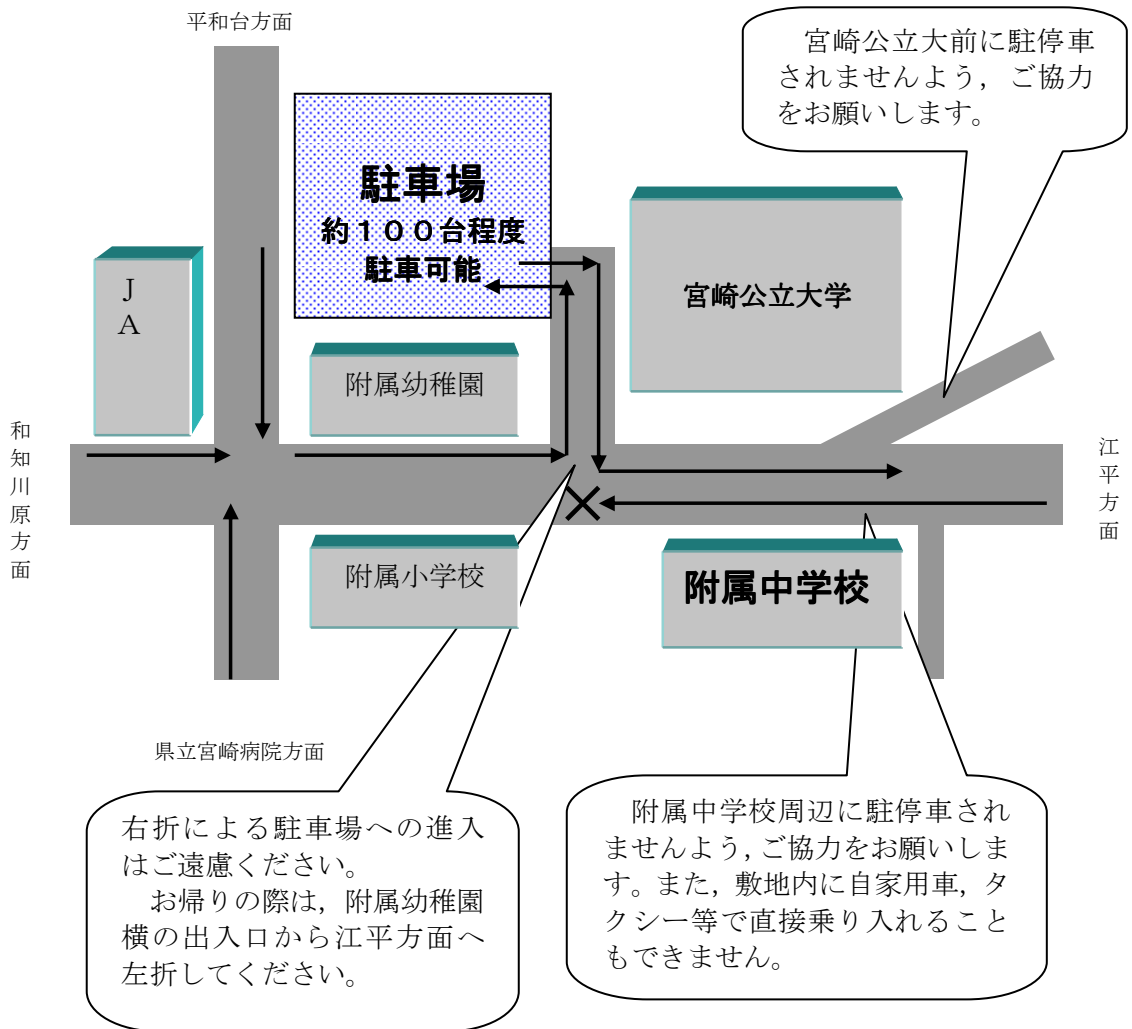 平和台方面
宮崎公立大前に駐停車
されませんよう，ご協力
をお願いします。
駐車場
約１００台程度
駐車可能
宮崎公立大学
ＪＡ
附属幼稚園
和知川原方面
江平方面
附属小学校
附属中学校
県立宮崎病院方面
右折による駐車場への進入
はご遠慮ください。
お帰りの際は，附属幼稚園
横の出入口から江平方面へ
左折してください。
附属中学校周辺に駐停車され
ませんよう，ご協力をお願いしま
す。また，敷地内に自家用車，タ
クシー等で直接乗り入れること
もできません。